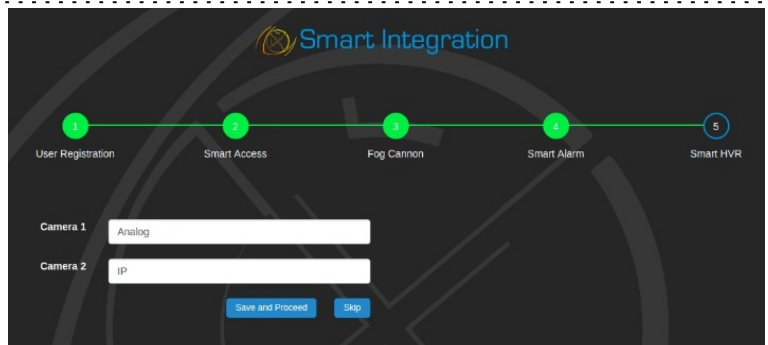 Smart Integration
1 2 3 4 5
User Registration Smart Access Fog Cannon Smart Alarm Smart HVR
Camera 1 Analog
Camera 2 IP
Save and Proceed Skip